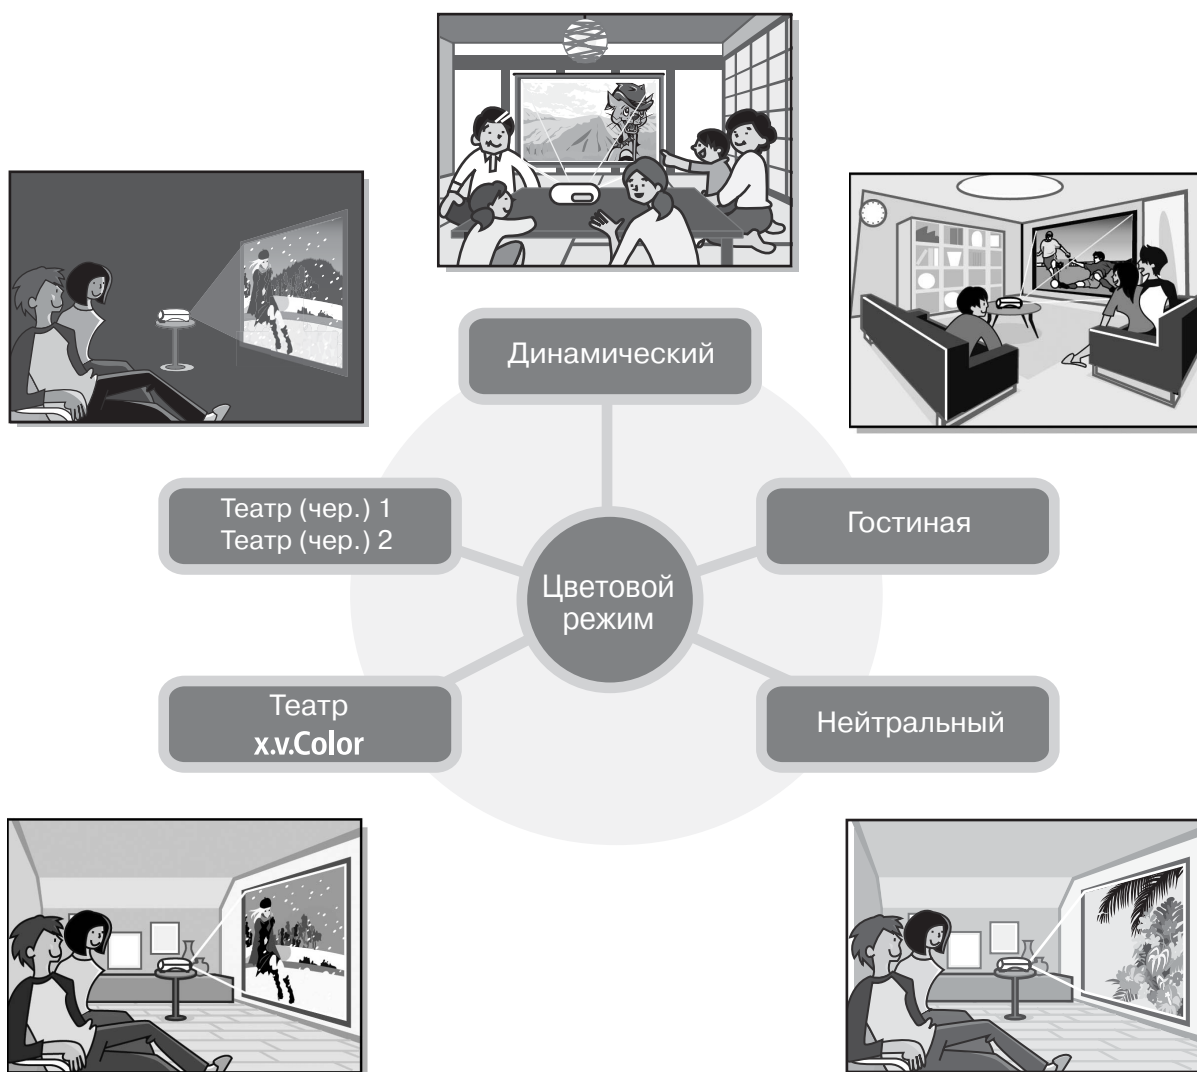 Динамический
Театр (чер.) 1
Театр (чер.) 2
Гостиная
Цветовой
режим
Театр
x.v.Color
Нейтральный